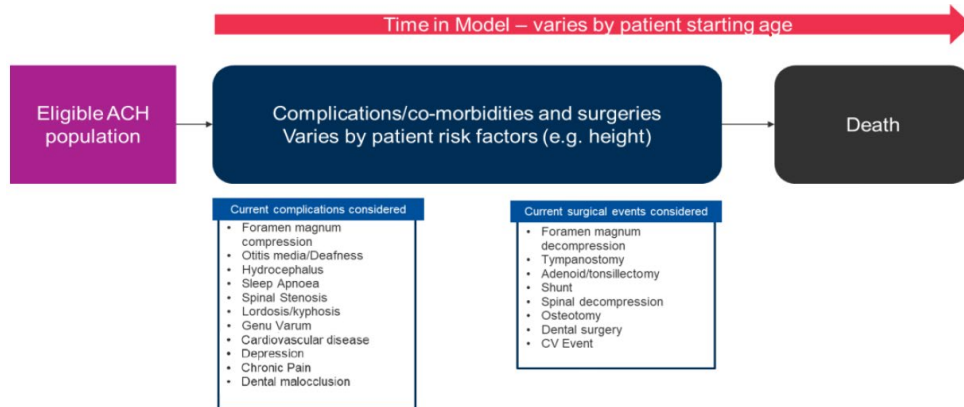 Time in Model – varies by patient starting age
Eligible ACH
population
Complications/co-morbidities and surgeries
Varies by patient risk factors (e.g. height)
Death
Current complications considered
• Foramen magnum
compression
• Otitis media/Deafness
• Hydrocephalus
• Sleep Apnoea
• Spinal Stenosis
• Lordosis/kyphosis
• Genu Varum
• Cardiovascular disease
• Depression
• Chronic Pain
• Dental malocclusion
Current surgical events considered
• Foramen magnum
decompression
• Tympanostomy
• Adenoid/tonsillectomy
• Shunt
• Spinal decompression
• Osteotomy
• Dental surgery
• CV Event